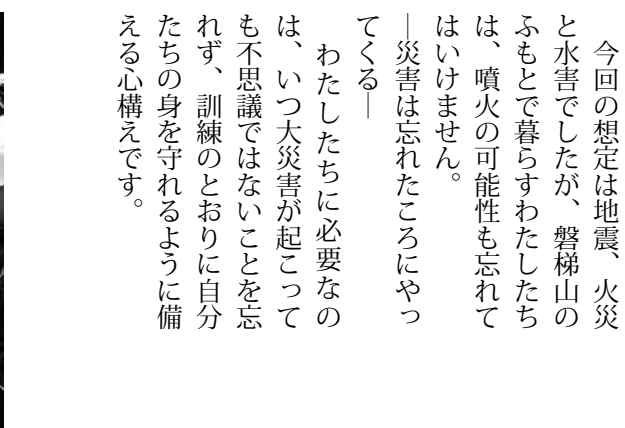 今回の想定は地震、火災
と水害でしたが、磐梯山の
ふもとで暮らすわたしたち
は、噴火の可能性も忘れて
はいけません。
―災害は忘れたころにやっ
てくる―
　わたしたちに必要なの
は、いつ大災害が起こって
も不思議ではないことを忘
れず、訓練のとおりに自分
たちの身を守れるように備
える心構えです。